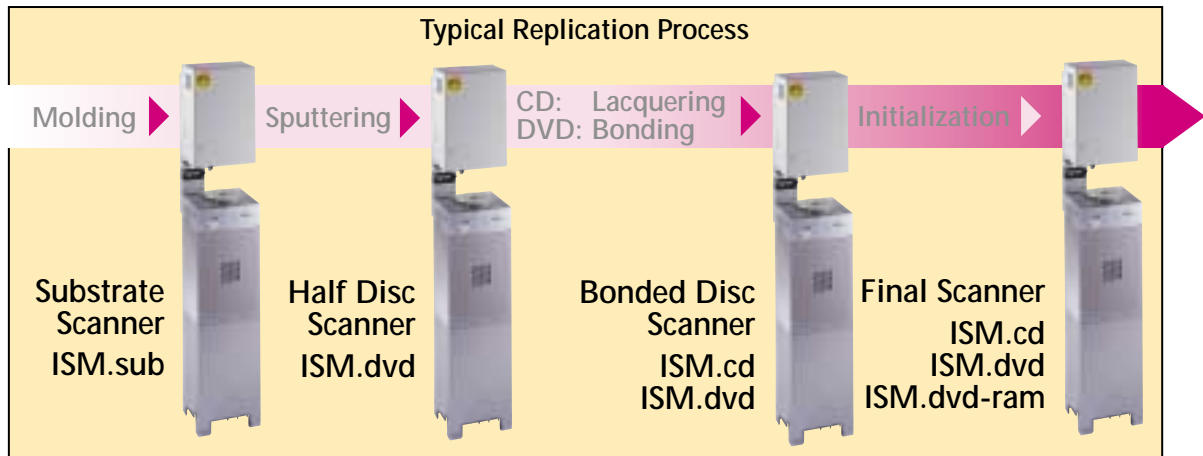 Typical Replication Process
Molding
Sputtering
CD: Lacquering
DVD: Bonding
Initialization
Substrate
Scanner
ISM.sub
Half Disc
Scanner
ISM.dvd
Bonded Disc
Scanner
ISM.cd
ISM.dvd
Final Scanner
ISM.cd
ISM.dvd
ISM.dvd-ram